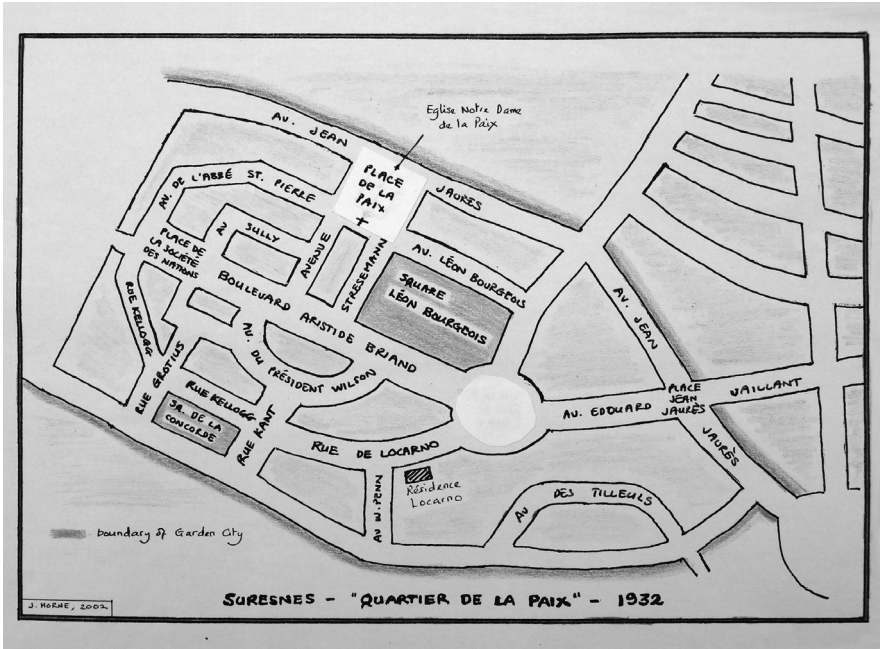 Eglise Notre Dame
de la Paix
AV. JEAN
JAURÈS
PLACE
DE LA
PAIX
AV. DE L'ABBÉ ST. PIERRE
AV SULLY
AVENUE
STRESEMANN
AV. LÉON BOURGEOIS
SQUARE
LÉON BOURGEOIS
PLACE DE
LA SOCIÉTÉ
DES NATIONS
BOULEVARD ARISTIDE BRIAND
RUE KELLOGG
AV. DU PRÉSIDENT WILSON
AV. JEAN
JAURÈS
RUE GROTIUS
RUE KELLOGG
SQ. DE LA
CONCORDE
RUE KANT
AV. EDOUARD
VAILLANT
PLACE
JEAN
JAURÈS
RUE DE LOCARNO
AV W. PENN
Résidence
Locarno
AV DES TILLEULS
boundary of Garden City
J. HORNE, 2002
SURESNES - "QUARTIER DE LA PAIX" - 1932